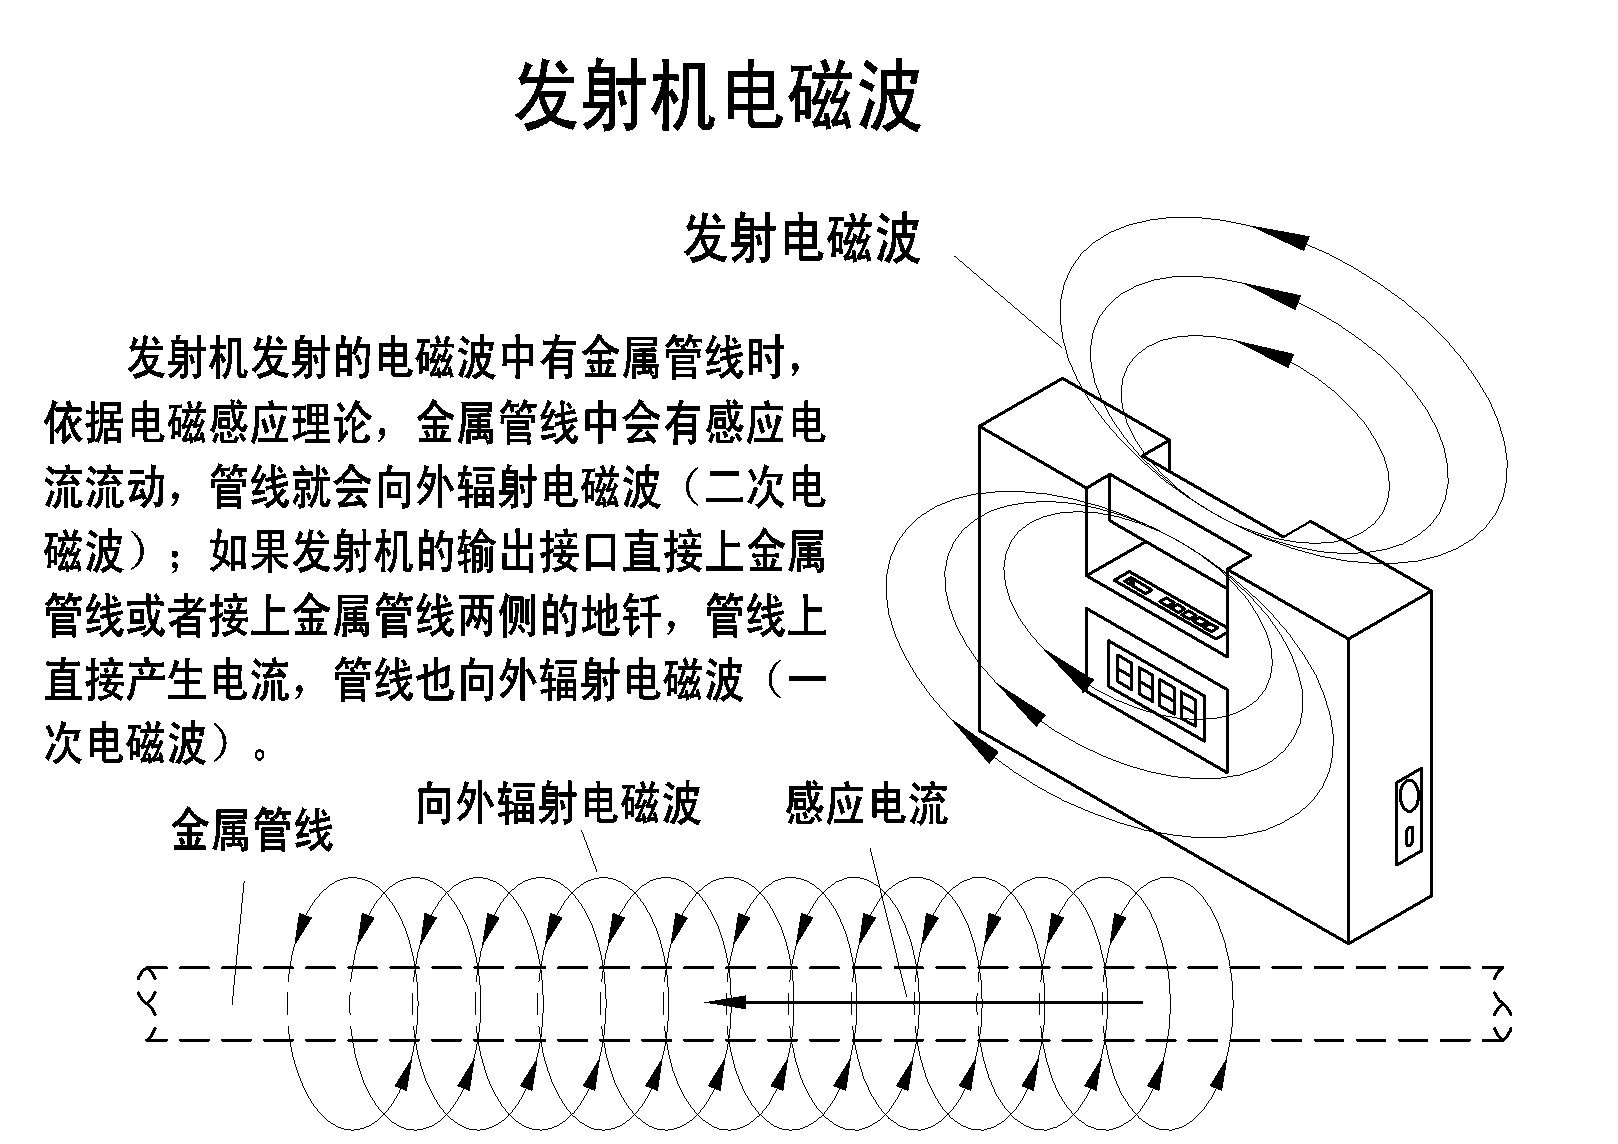 发射机电磁波
发射电磁波
发射机发射的电磁波中有金属管线时，
依据电磁感应理论，金属管线中会有感应电
流流动，管线就会向外辐射电磁波（二次电
磁波）；如果发射机的输出接口直接上金属
管线或者接上金属管线两侧的地钎，管线上
直接产生电流，管线也向外辐射电磁波（一
次电磁波）。
向外辐射电磁波
感应电流
金属管线
8888